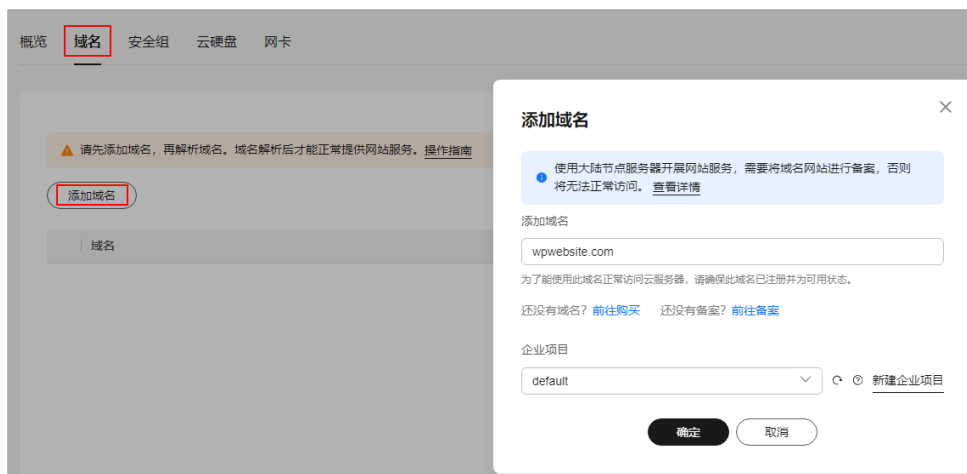 概览 域名 安全组 云硬盘 网卡
请先添加域名，再解析域名。域名解析后才能正常提供网站服务。操作指南
添加域名
域名
添加域名
使用大陆节点服务器开展网站服务，需要将域名网站进行备案，否则
将无法正常访问。 查看详情
添加域名
wpwebsite.com
为了能使用此域名正常访问云服务器，请确保此域名已注册并为可用状态。
还没有域名？前往购买 还没有备案？前往备案
企业项目
default 新建企业项目
确定 取消